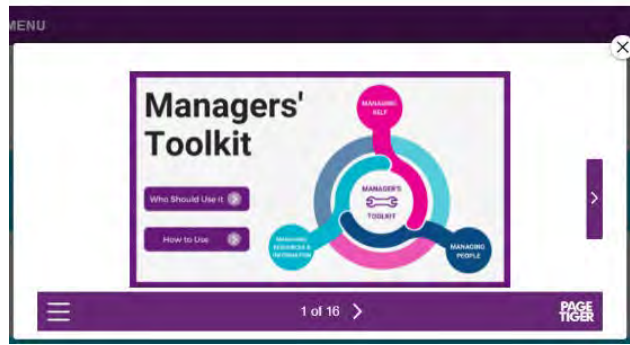 MENU
Managers'
Toolkit
Who Should Use it
How to Use
MANAGING
SELF
MANAGER'S
TOOLKIT
MANAGING
RESOURCES &
INFORMATION
MANAGING
PEOPLE
1 of 16
PAGE
TIGER